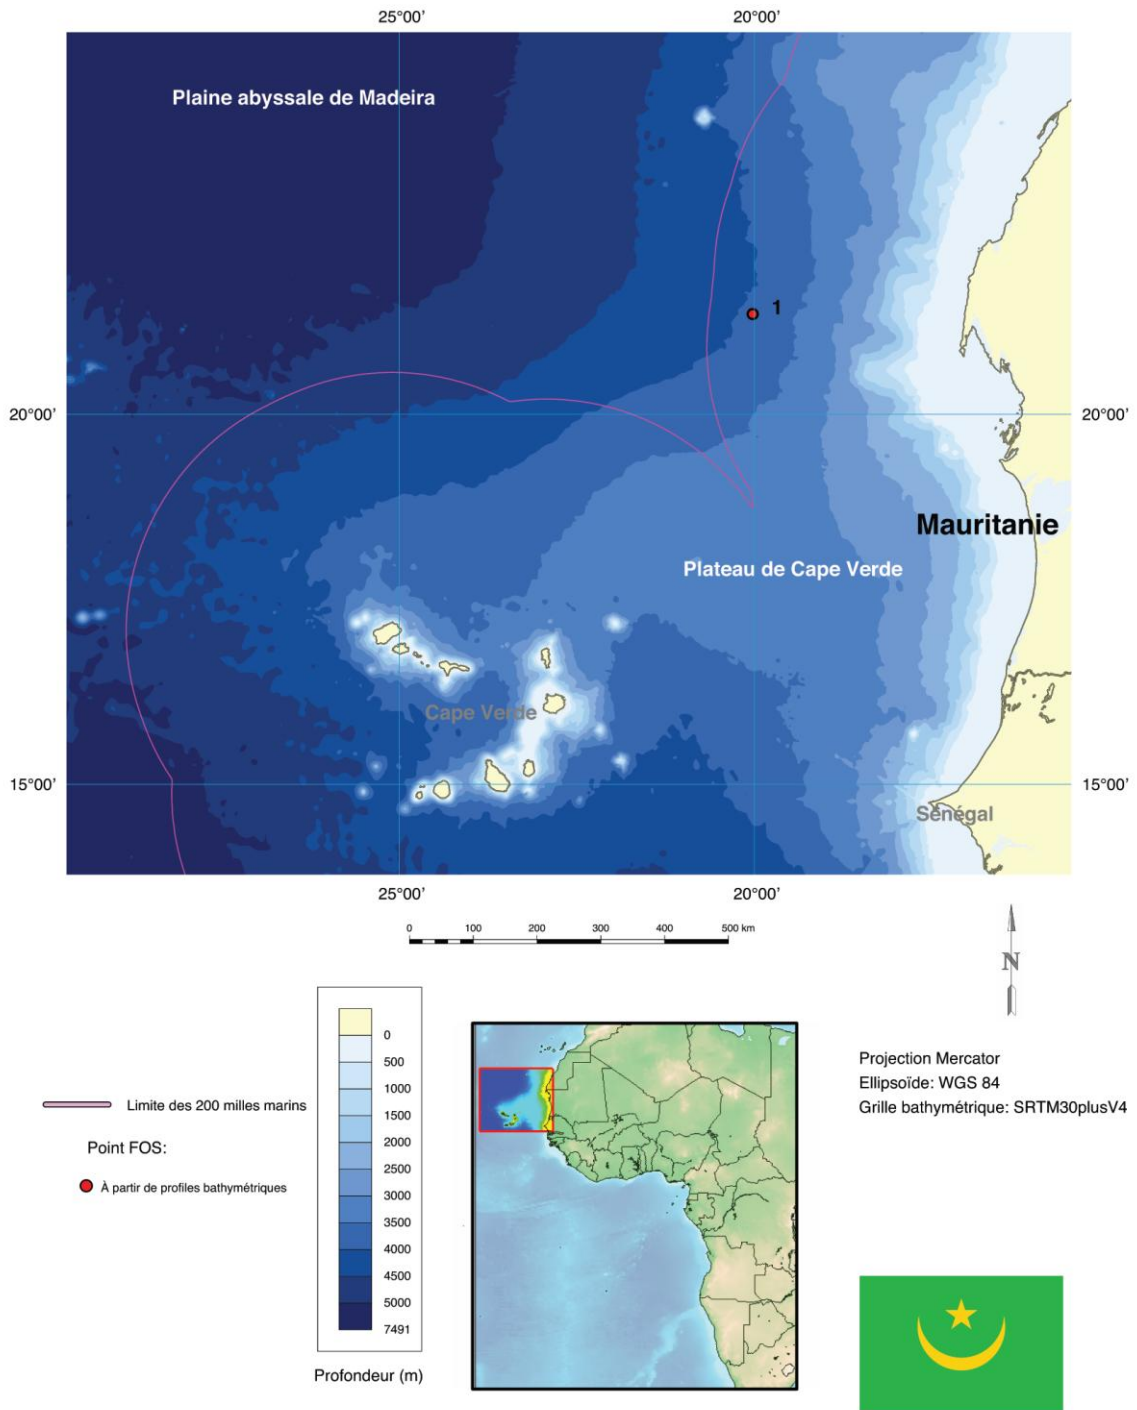 25°00’
20°00’
Plaine abyssale de Madeira
1
20°00’
20°00’
Mauritanie
Plateau de Cape Verde
Cape Verde
15°00’
15°00’
Sénégal
25°00’
20°00’
0
100
200
300
400
500 km
N
0
500
1000
1500
2000
2500
3000
3500
4000
4500
5000
7491
Profondeur (m)
Limite des 200 milles marins
Point FOS:
À partir de profiles bathymétriques
Projection Mercator
Ellipsoïde: WGS 84
Grille bathymétrique: SRTM30plusV4